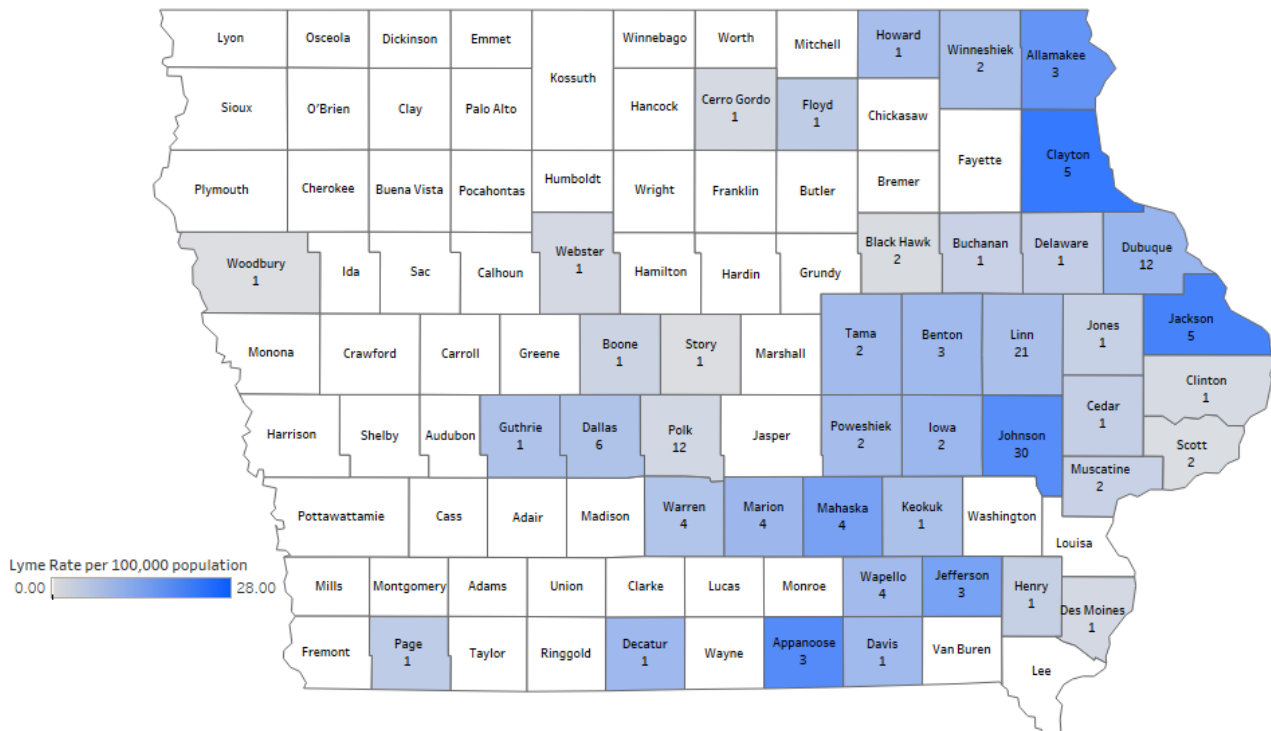 Lyon
Osceola
Dickinson
Emmet
Kossuth
Winnebago
Worth
Mitchell
Howard
1
Winneshiek
2
Allamakee
3
Sioux
O'Brien
Clay
Palo Alto
Hancock
Cerro Gordo
1
Floyd
1
Chickasaw
Fayette
Clayton
5
Plymouth
Cherokee
Buena Vista
Pocahontas
Humboldt
Wright
Franklin
Butler
Bremer
Woodbury
1
Ida
Sac
Calhoun
Webster
1
Hamilton
Hardin
Grundy
Black Hawk
2
Buchanan
1
Delaware
1
Dubuque
12
Monona
Crawford
Carroll
Greene
Boone
1
Story
1
Marshall
Tama
2
Benton
3
Linn
21
Jones
1
Jackson
5
Clinton
1
Harrison
Shelby
Audubon
Guthrie
1
Dallas
6
Polk
12
Jasper
Poweshiek
2
Iowa
2
Johnson
30
Cedar
1
Scott
2
Muscatine
2
Pottawattamie
Cass
Adair
Madison
Warren
4
Marion
4
Mahaska
4
Keokuk
1
Washington
Louisa
Lyme Rate per 100,000 population
0.00
28.00
Mills
Montgomery
Adams
Union
Clarke
Lucas
Monroe
Wapello
4
Jefferson
3
Henry
1
Des Moines
1
Fremont
Page
1
Taylor
Ringgold
Decatur
1
Wayne
Appanoose
3
Davis
1
Van Buren
Lee